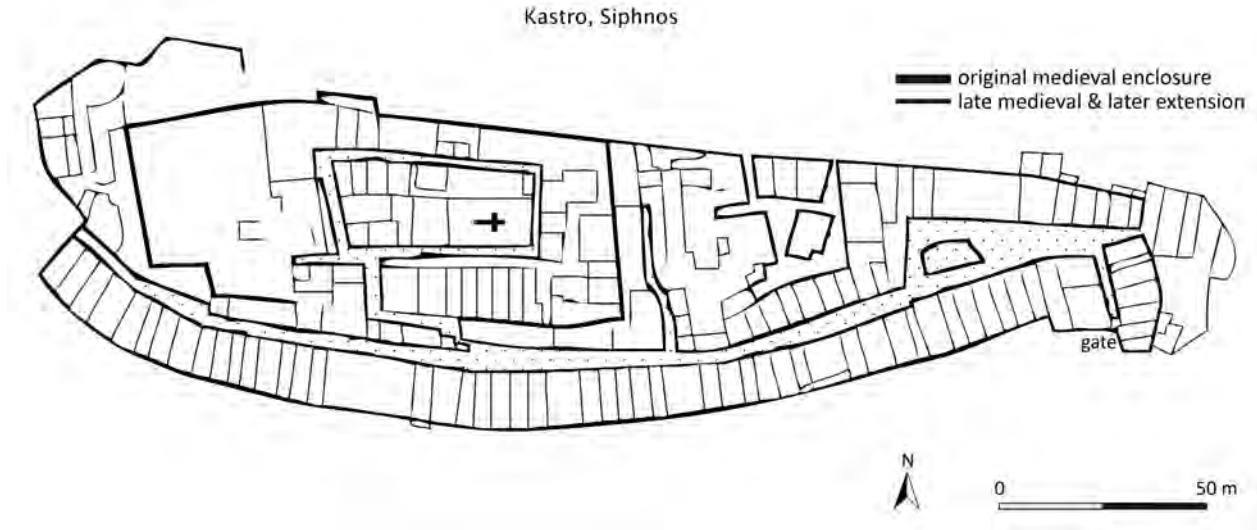 Kastro, Siphnos
original medieval enclosure
late medieval & later extension
gate
N
0 50 m